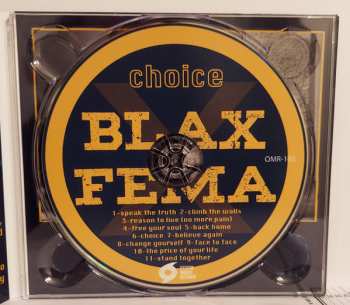 choice
BLAX
FEMA
OMR-1
1-speak the truth 2-climb the walls
3-reason to live (no more pain)
4-free your soul 5-back home
6-choice 7-believe again
8-change yourself 9-face to face
10-the price of your life
11-stand together